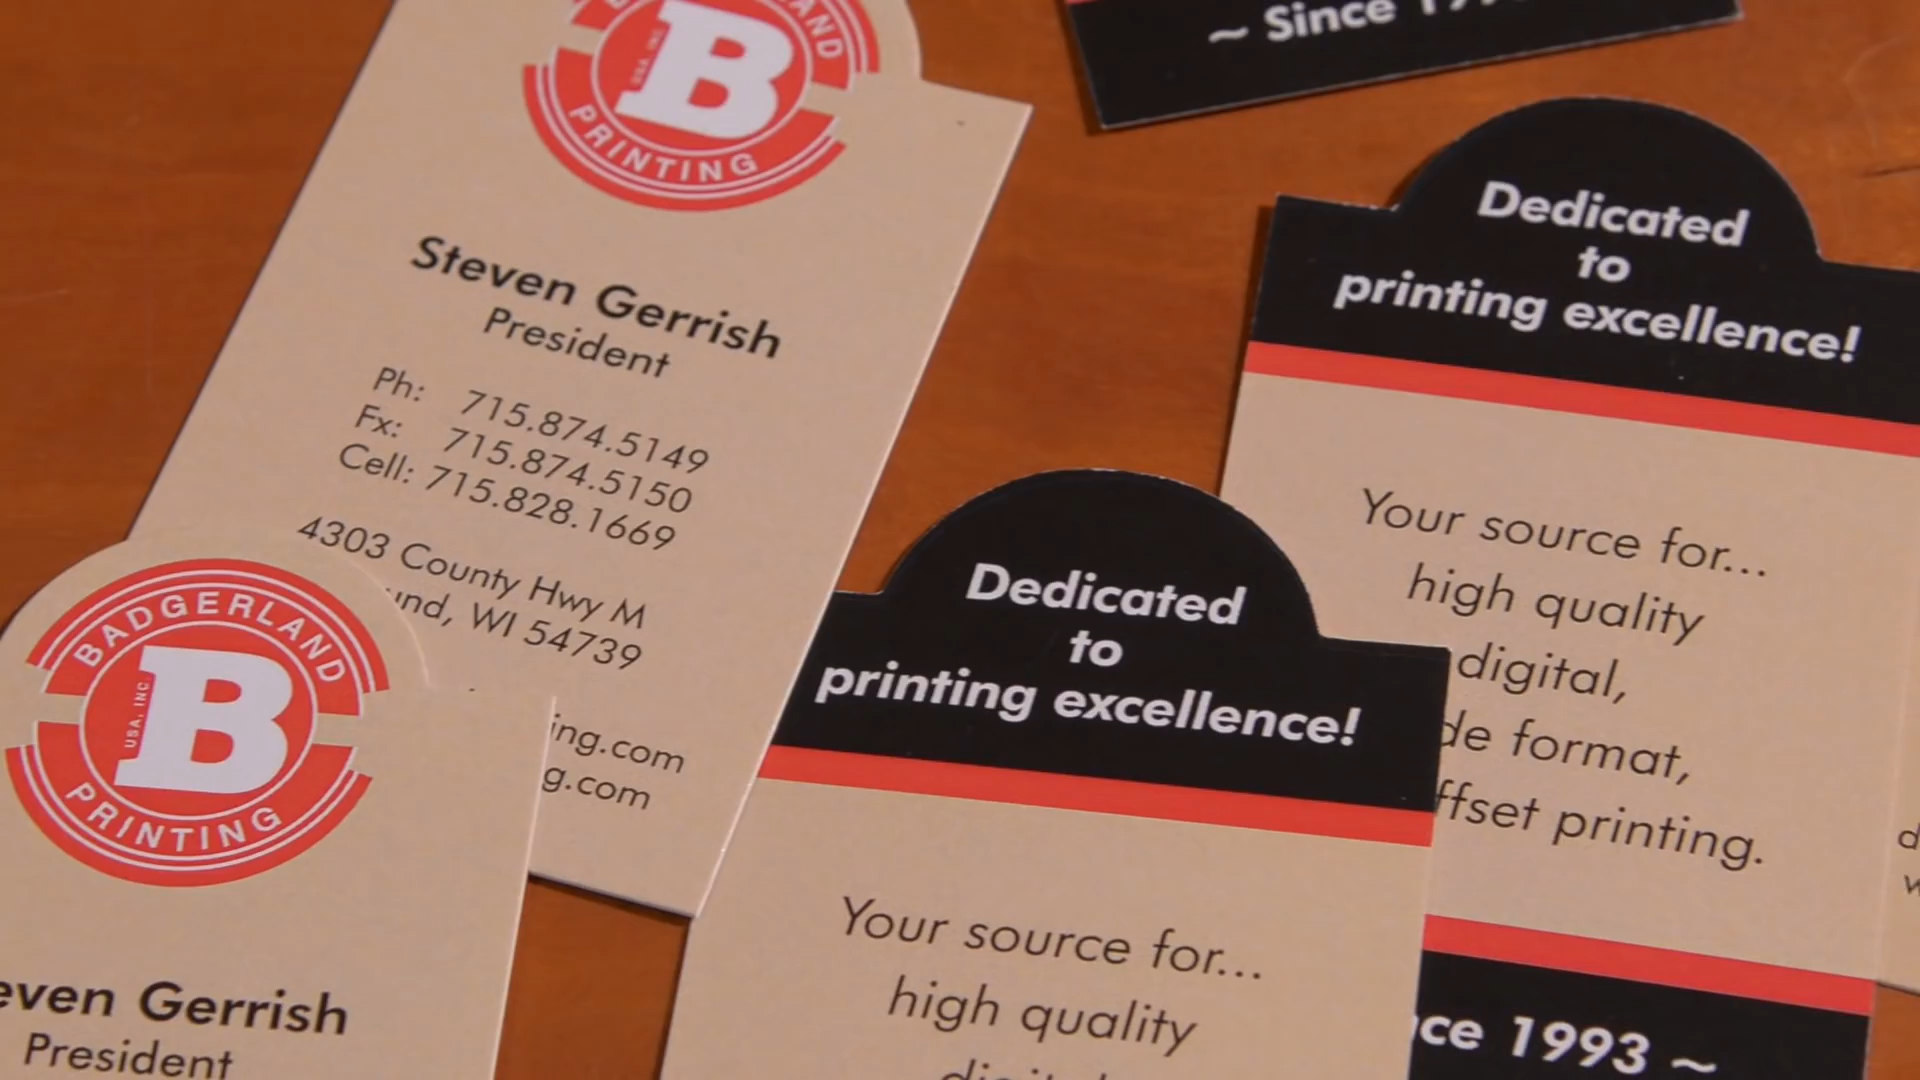 BADGERLAND
USA, INC.
B
PRINTING
Steven Gerrish
President
Ph: 715.874.5149
Fx: 715.874.5150
Cell: 715.828.1669
4303 County Hwy M
und, WI 54739
ing.com
g.com
BADGERLAND
USA, INC.
B
PRINTING
even Gerrish
President
~ Since
Dedicated
to
printing excellence!
Your source for...
high quality
digital,
de format,
ffset printing.
ce 1993 ~
Dedicated
to
printing excellence!
Your source for...
high quality